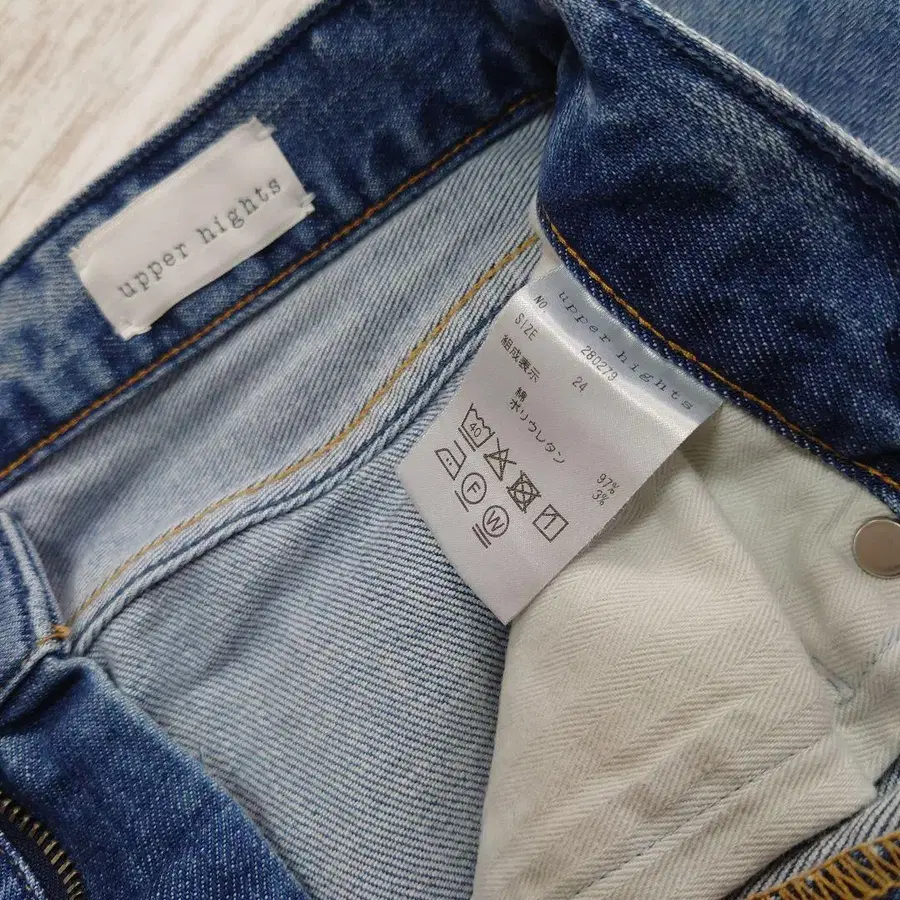 upper hights
upper hights
NO 280279
SIZE 24
組成表示
綿 97%
ポリウレタン 3%
40
F
W